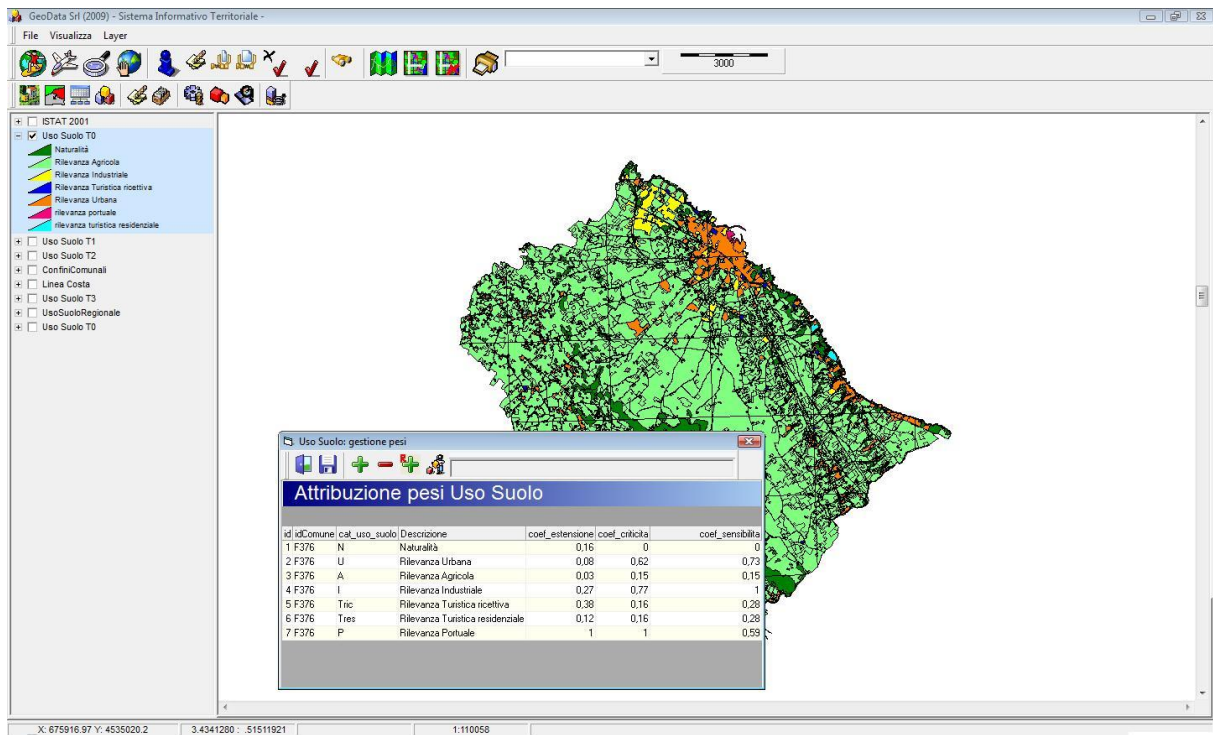 GeoData Srl (2009) - Sistema Informativo Territoriale -
File Visualizza Layer
3000
ISTAT 2001
Uso Suolo T0
Naturalità
Rilevanza Agricola
Rilevanza Industriale
Rilevanza Turistica ricettiva
Rilevanza Urbana
rilevanza portuale
rilevanza turistica residenziale
Uso Suolo T1
Uso Suolo T2
ConfiniComunali
Linea Costa
Uso Suolo T3
UsoSuoloRegionale
Uso Suolo T0
Uso Suolo: gestione pesi
R
Attribuzione pesi Uso Suolo
id idComune cat_uso_suolo Descrizione coef_estensione coef_criticita coef_sensibilita
1 F376 N Naturalità 0,16 0 0
2 F376 U Rilevanza Urbana 0,08 0,62 0,73
3 F376 A Rilevanza Agricola 0,03 0,15 0,15
4 F376 I Rilevanza Industriale 0,27 0,77 1
5 F376 Tric Rilevanza Turistica ricettiva 0,38 0,16 0,28
6 F376 Tres Rilevanza Turistica residenziale 0,12 0,16 0,28
7 F376 P Rilevanza Portuale 1 1 0,59
X: 675916.97 Y: 4535020.2 3.4341280 : .51511921 1:110058